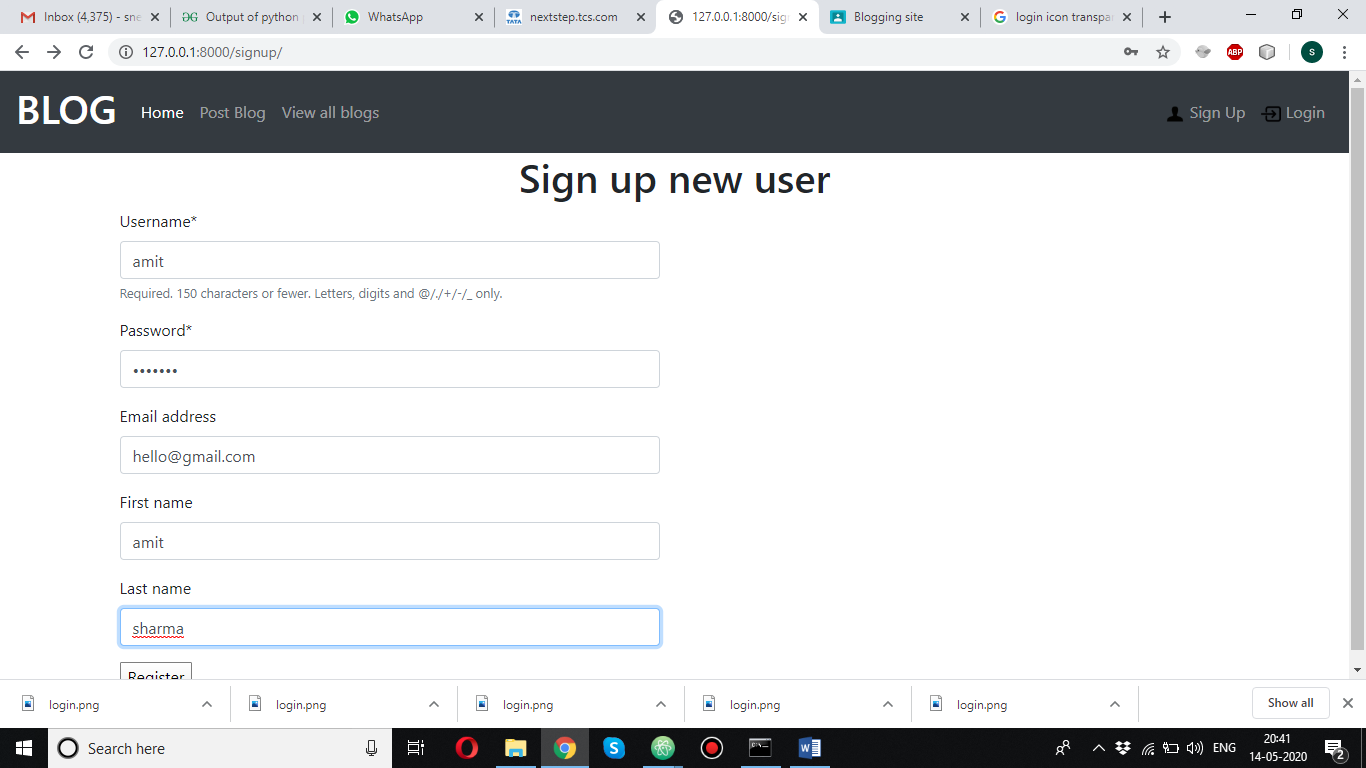 Inbox (4,375) - sne
Output of python
WhatsApp
nextstep.tcs.com
127.0.0.1:8000/sig
Blogging site
login icon transpa
127.0.0.1:8000/signup/
ABP
S
BLOG
Home
Post Blog
View all blogs
Sign Up
Login
Sign up new user
Username*
amit
Required. 150 characters or fewer. Letters, digits and @/./+/-/_ only.
Password*
•••••••
Email address
hello@gmail.com
First name
amit
Last name
sharma
Register
login.png
login.png
login.png
login.png
login.png
Show all
Search here
ENG
20:41
14-05-2020
2